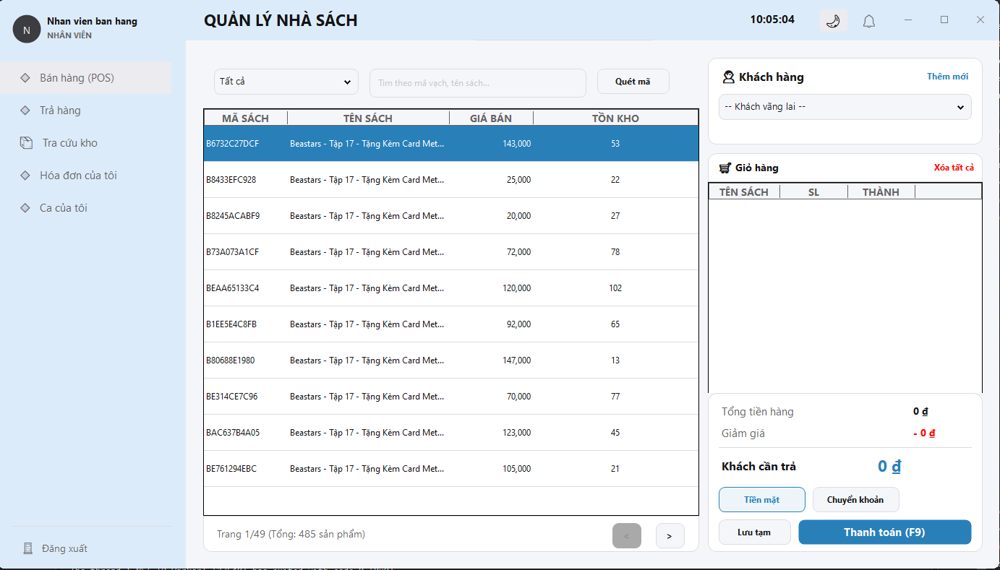 N
Nhan vien ban hang
NHÂN VIÊN
QUẢN LÝ NHÀ SÁCH
10:05:04
Bán hàng (POS)
Trả hàng
Tra cứu kho
Hóa đơn của tôi
Ca của tôi
Đăng xuất
Tất cả
Tìm theo mã vạch, tên sách...
Quét mã
MÃ SÁCH TÊN SÁCH GIÁ BÁN TỒN KHO
B6732C27DCF Beastars - Tập 17 - Tặng Kèm Card Met... 143,000 53
B8433EFC928 Beastars - Tập 17 - Tặng Kèm Card Met... 25,000 22
B8245ACABF9 Beastars - Tập 17 - Tặng Kèm Card Met... 20,000 27
B73A073A1CF Beastars - Tập 17 - Tặng Kèm Card Met... 72,000 78
BEAA65133C4 Beastars - Tập 17 - Tặng Kèm Card Met... 120,000 102
B1EE5E4C8FB Beastars - Tập 17 - Tặng Kèm Card Met... 92,000 65
B80688E1980 Beastars - Tập 17 - Tặng Kèm Card Met... 147,000 13
BE314CE7C96 Beastars - Tập 17 - Tặng Kèm Card Met... 70,000 77
BAC637B4A05 Beastars - Tập 17 - Tặng Kèm Card Met... 123,000 45
BE761294EBC Beastars - Tập 17 - Tặng Kèm Card Met... 105,000 21
Trang 1/49 (Tổng: 485 sản phẩm)
< >
Khách hàng Thêm mới
-- Khách vãng lai --
Giỏ hàng Xóa tất cả
TÊN SÁCH SL THÀNH
Tổng tiền hàng 0 ₫
Giảm giá - 0 ₫
Khách cần trả 0 ₫
Tiền mặt Chuyển khoản
Lưu tạm Thanh toán (F9)